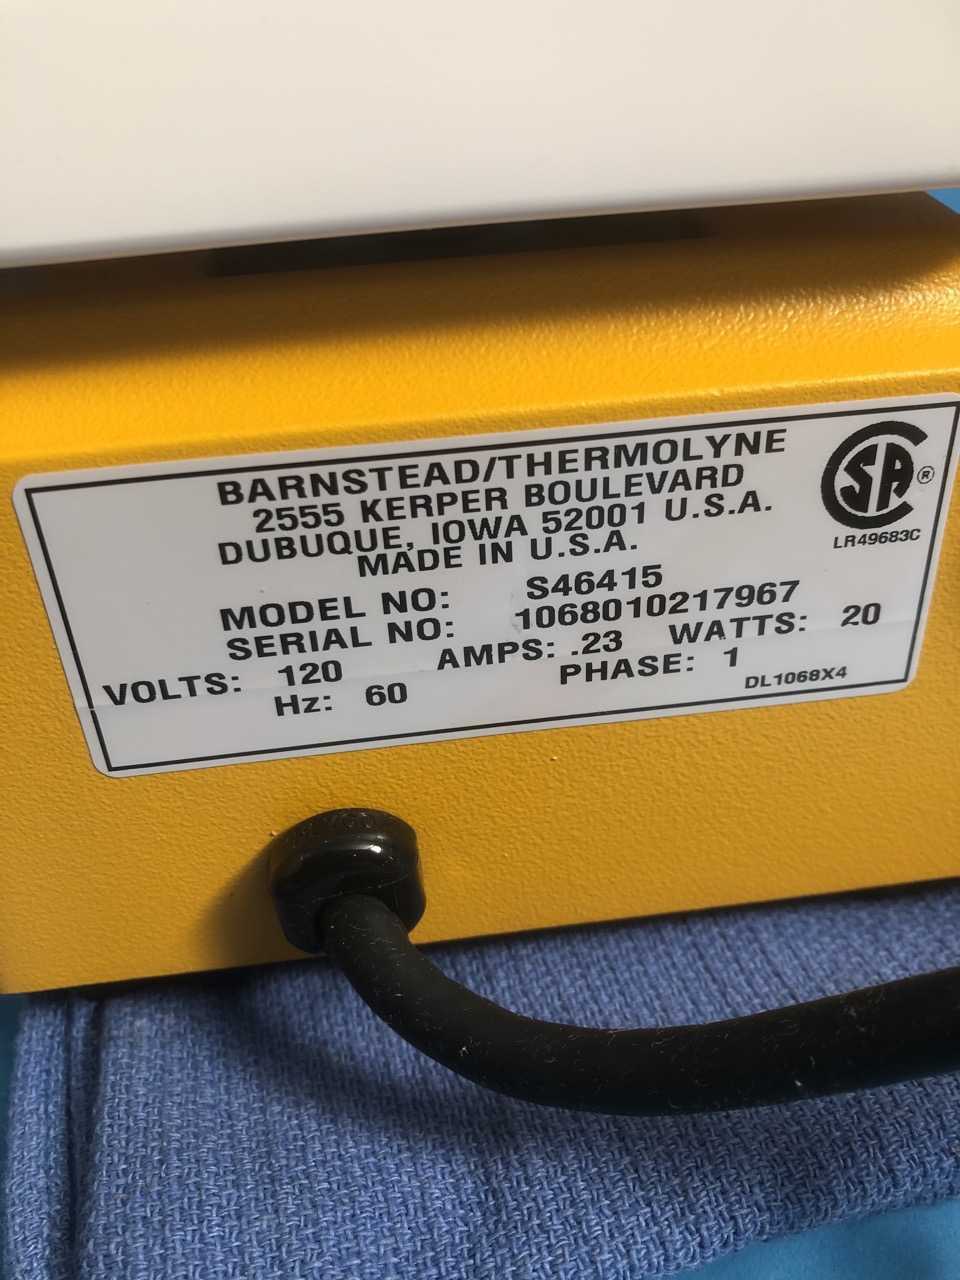 BARNSTEAD/THERMOLYNE
2555 KERPER BOULEVARD
DUBUQUE, IOWA 52001 U.S.A.
MADE IN U.S.A.
SA ®
LR49683C
MODEL NO: S46415
SERIAL NO: 1068010217967
VOLTS: 120 AMPS: .23 WATTS: 20
Hz: 60 PHASE: 1
DL1068X4